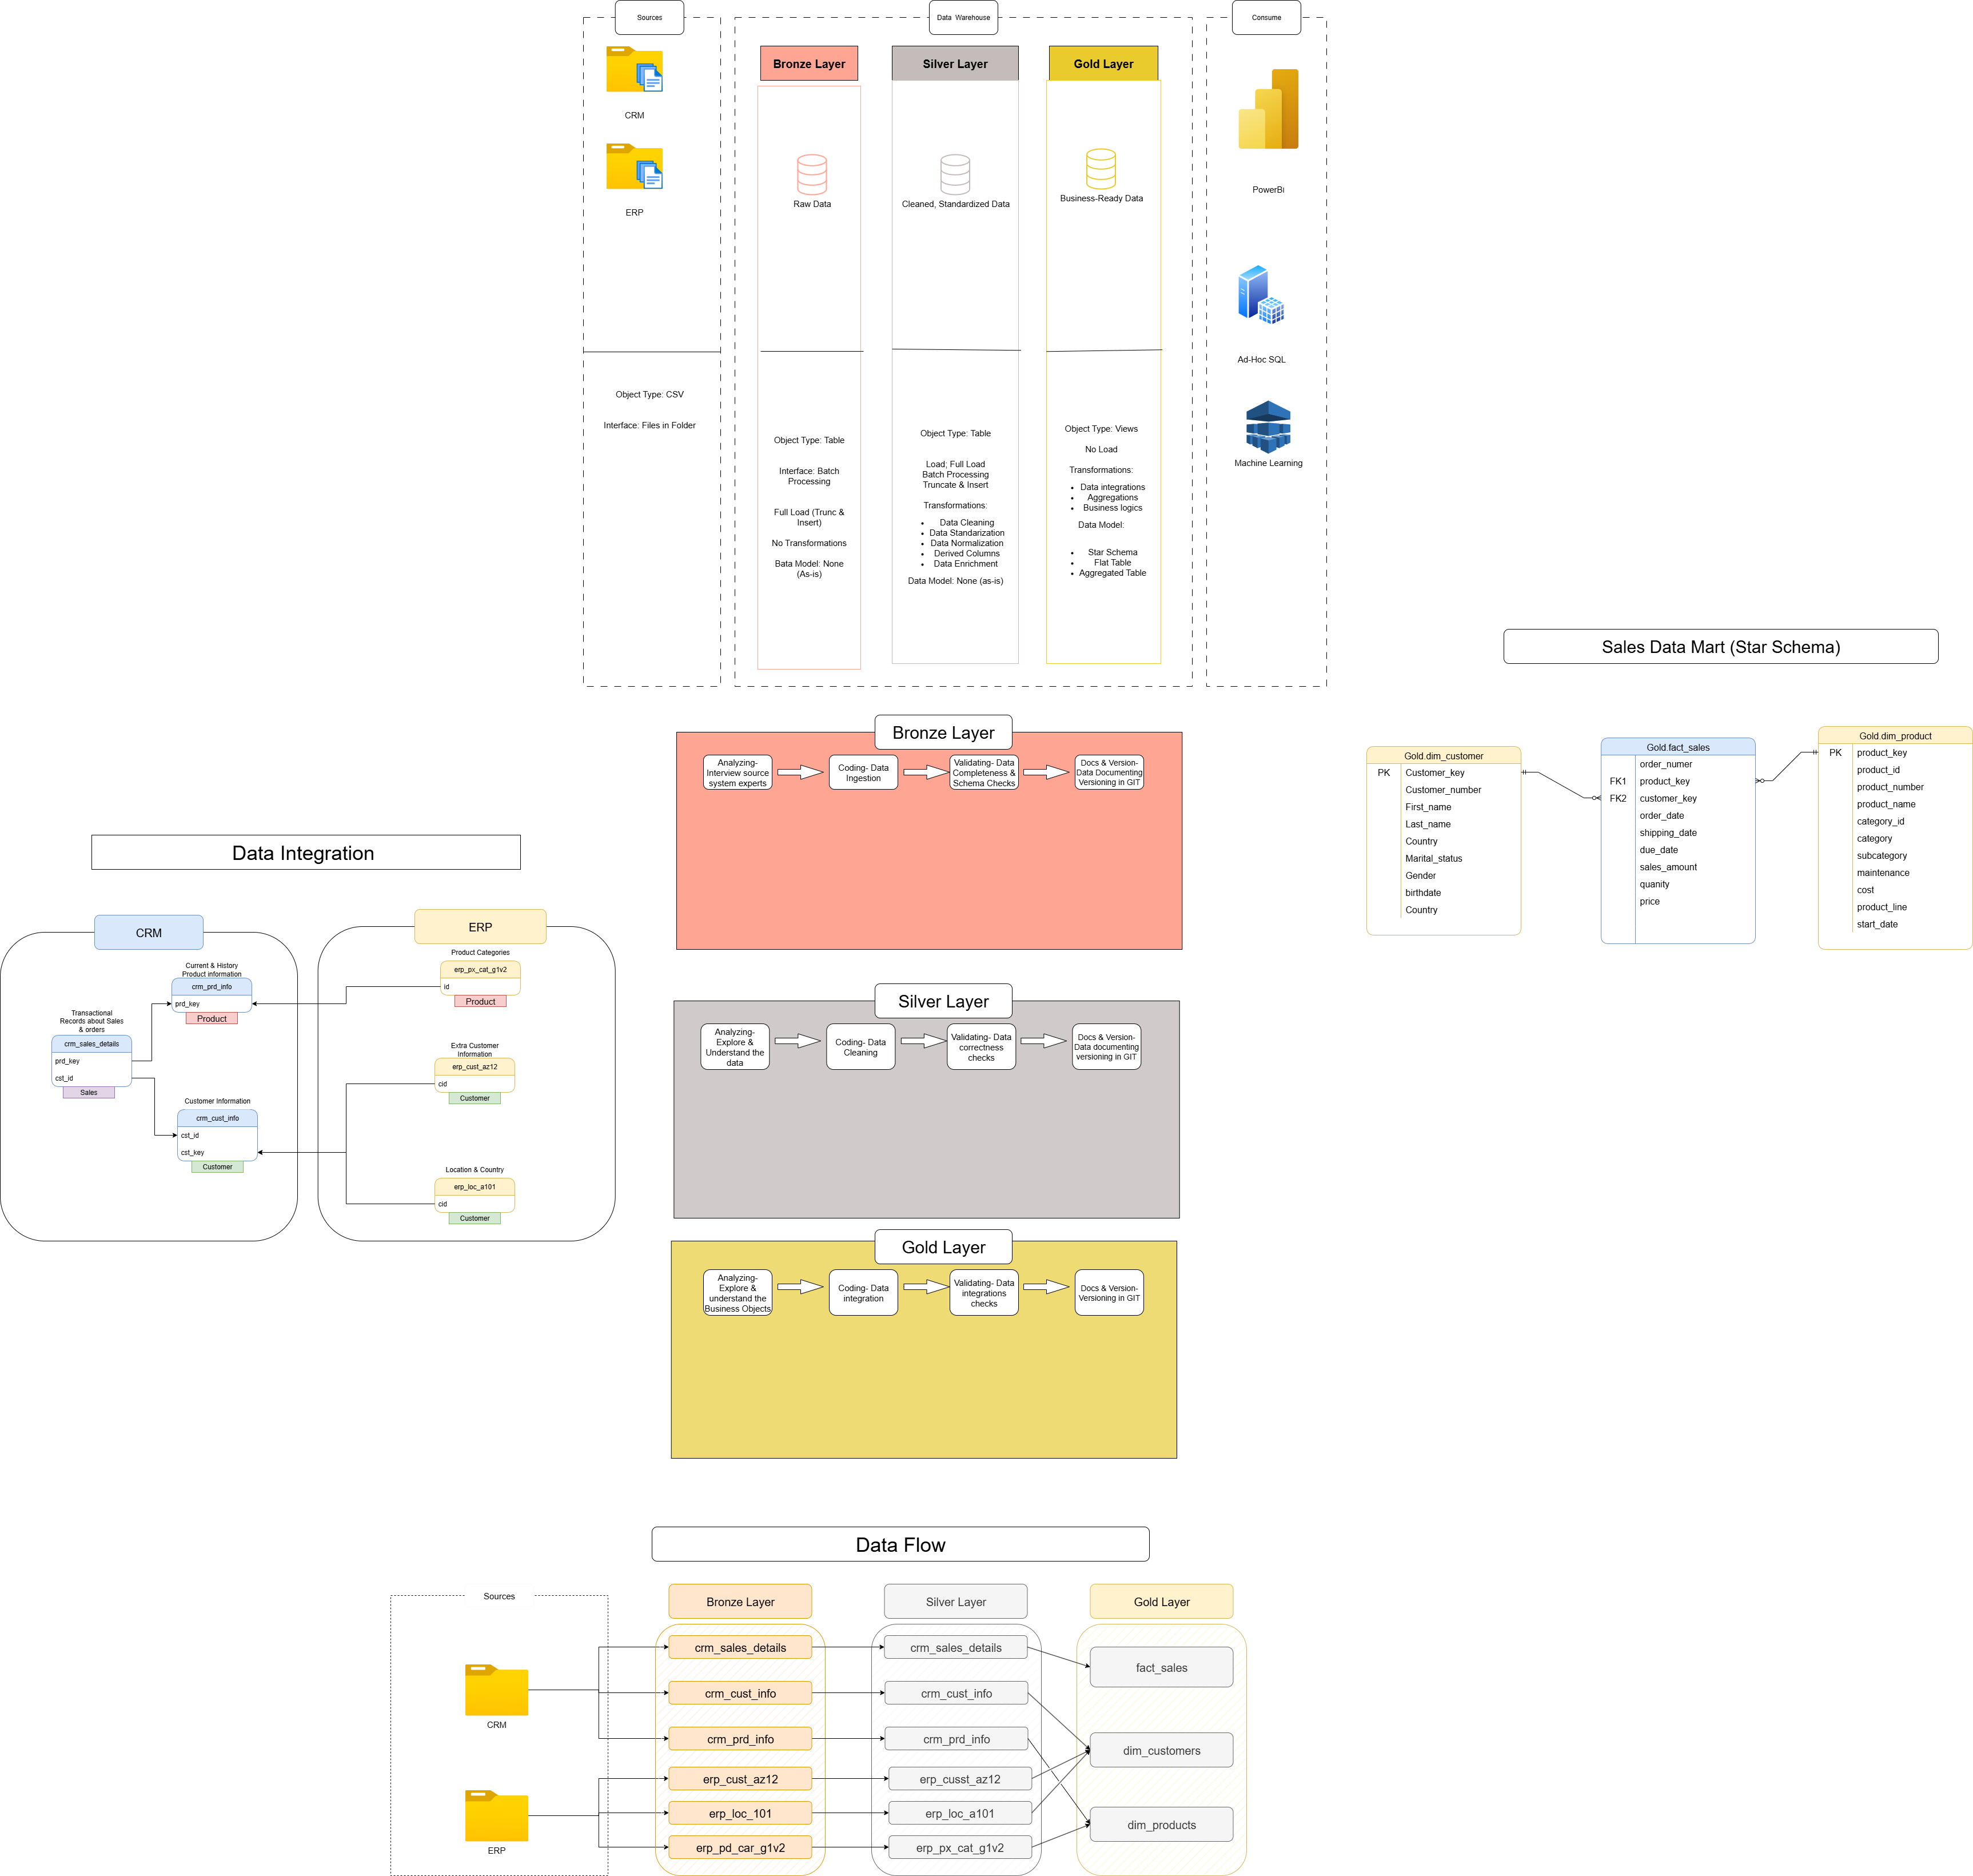 Sources
CRM
ERP
Object Type: CSV
Interface: Files in Folder
Data Warehouse
Bronze Layer
Raw Data
Object Type: Table
Interface: Batch
Processing
Full Load (Trunc &
Insert)
No Transformations
Bata Model: None
(As-is)
Silver Layer
Cleaned, Standardized Data
Object Type: Table
Load; Full Load
Batch Processing
Truncate & Insert
Transformations:
• Data Cleaning
• Data Standarization
• Data Normalization
• Derived Columns
• Data Enrichment
Data Model: None (as-is)
Gold Layer
Business-Ready Data
Object Type: Views
No Load
Transformations:
• Data integrations
• Aggregations
• Business logics
Data Model:
• Star Schema
• Flat Table
• Aggregated Table
Consume
PowerBi
Ad-Hoc SQL
Machine Learning
Sales Data Mart (Star Schema)
Gold.dim_customer
PK Customer_key
Customer_number
First_name
Last_name
Country
Marital_status
Gender
birthdate
Country
Gold.fact_sales
order_numer
FK1 product_key
FK2 customer_key
order_date
shipping_date
due_date
sales_amount
quanity
price
Gold.dim_product
PK product_key
product_id
product_number
product_name
category_id
category
subcategory
maintenance
cost
product_line
start_date
Bronze Layer
Analyzing-
Interview source
system experts
Coding- Data
Ingestion
Validating- Data
Completeness &
Schema Checks
Docs & Version-
Data Documenting
Versioning in GIT
Data Integration
CRM
Current & History
Product information
crm_prd_info
prd_key
Product
Transactional
Records about Sales
& orders
crm_sales_details
prd_key
cst_id
Sales
Customer Information
crm_cust_info
cst_id
cst_key
Customer
ERP
Product Categories
erp_px_cat_g1v2
id
Product
Extra Customer
Information
erp_cust_az12
cid
Customer
Location & Country
erp_loc_a101
cid
Customer
Silver Layer
Analyzing-
Explore &
Understand the
data
Coding- Data
Cleaning
Validating- Data
correctness
checks
Docs & Version-
Data documenting
versioning in GIT
Gold Layer
Analyzing-
Explore &
understand the
Business Objects
Coding- Data
integration
Validating- Data
integrations
checks
Docs & Version-
Versioning in GIT
Data Flow
Sources
CRM
ERP
Bronze Layer
crm_sales_details
crm_cust_info
crm_prd_info
erp_cust_az12
erp_loc_101
erp_pd_car_g1v2
Silver Layer
crm_sales_details
crm_cust_info
crm_prd_info
erp_cusst_az12
erp_loc_a101
erp_px_cat_g1v2
Gold Layer
fact_sales
dim_customers
dim_products